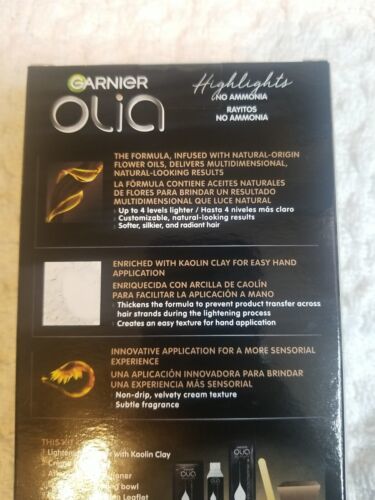 GARNIER
OLIA
Highlights
NO AMMONIA
RAYITOS
NO AMMONIA
THE FORMULA, INFUSED WITH NATURAL-ORIGIN
FLOWER OILS, DELIVERS MULTIDIMENSIONAL,
NATURAL-LOOKING RESULTS
LA FÓRMULA CONTIENE ACEITES NATURALES
DE FLORES PARA BRINDAR UN RESULTADO
MULTIDIMENSIONAL QUE LUCE NATURAL
Up to 4 levels lighter / Hasta 4 niveles más claro
Customizable, natural-looking results
Softer, silkier, and radiant hair
ENRICHED WITH KAOLIN CLAY FOR EASY HAND
APPLICATION
ENRIQUECIDA CON ARCILLA DE CAOLÍN
PARA FACILITAR LA APLICACIÓN A MANO
Thickens the formula to prevent product transfer across
hair strands during the lightening process
Creates an easy texture for hand application
INNOVATIVE APPLICATION FOR A MORE SENSORIAL
EXPERIENCE
UNA APLICACIÓN INNOVADORA PARA BRINDAR
UNA EXPERIENCIA MÁS SENSORIAL
Non-drip, velvety cream texture
Subtle fragrance
THIS KIT
with Kaolin Clay
bowl
Leaflet